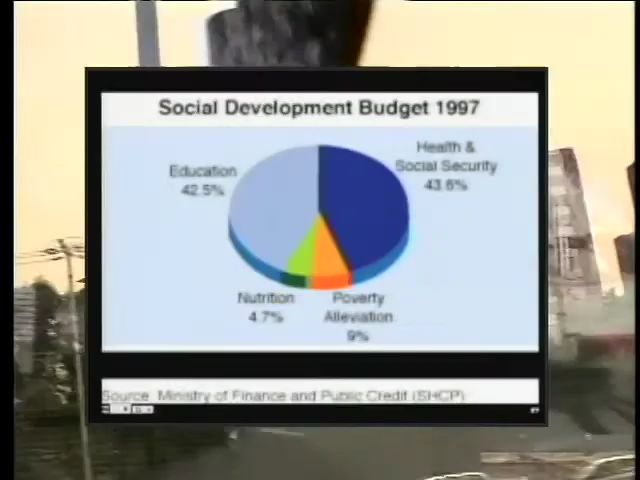 Social Development Budget 1997
Health &
Social Security
43.8%
Education
42.5%
Nutrition
4.7%
Poverty
Alleviation
9%
Source: Ministry of Finance and Public Credit (SHCP)